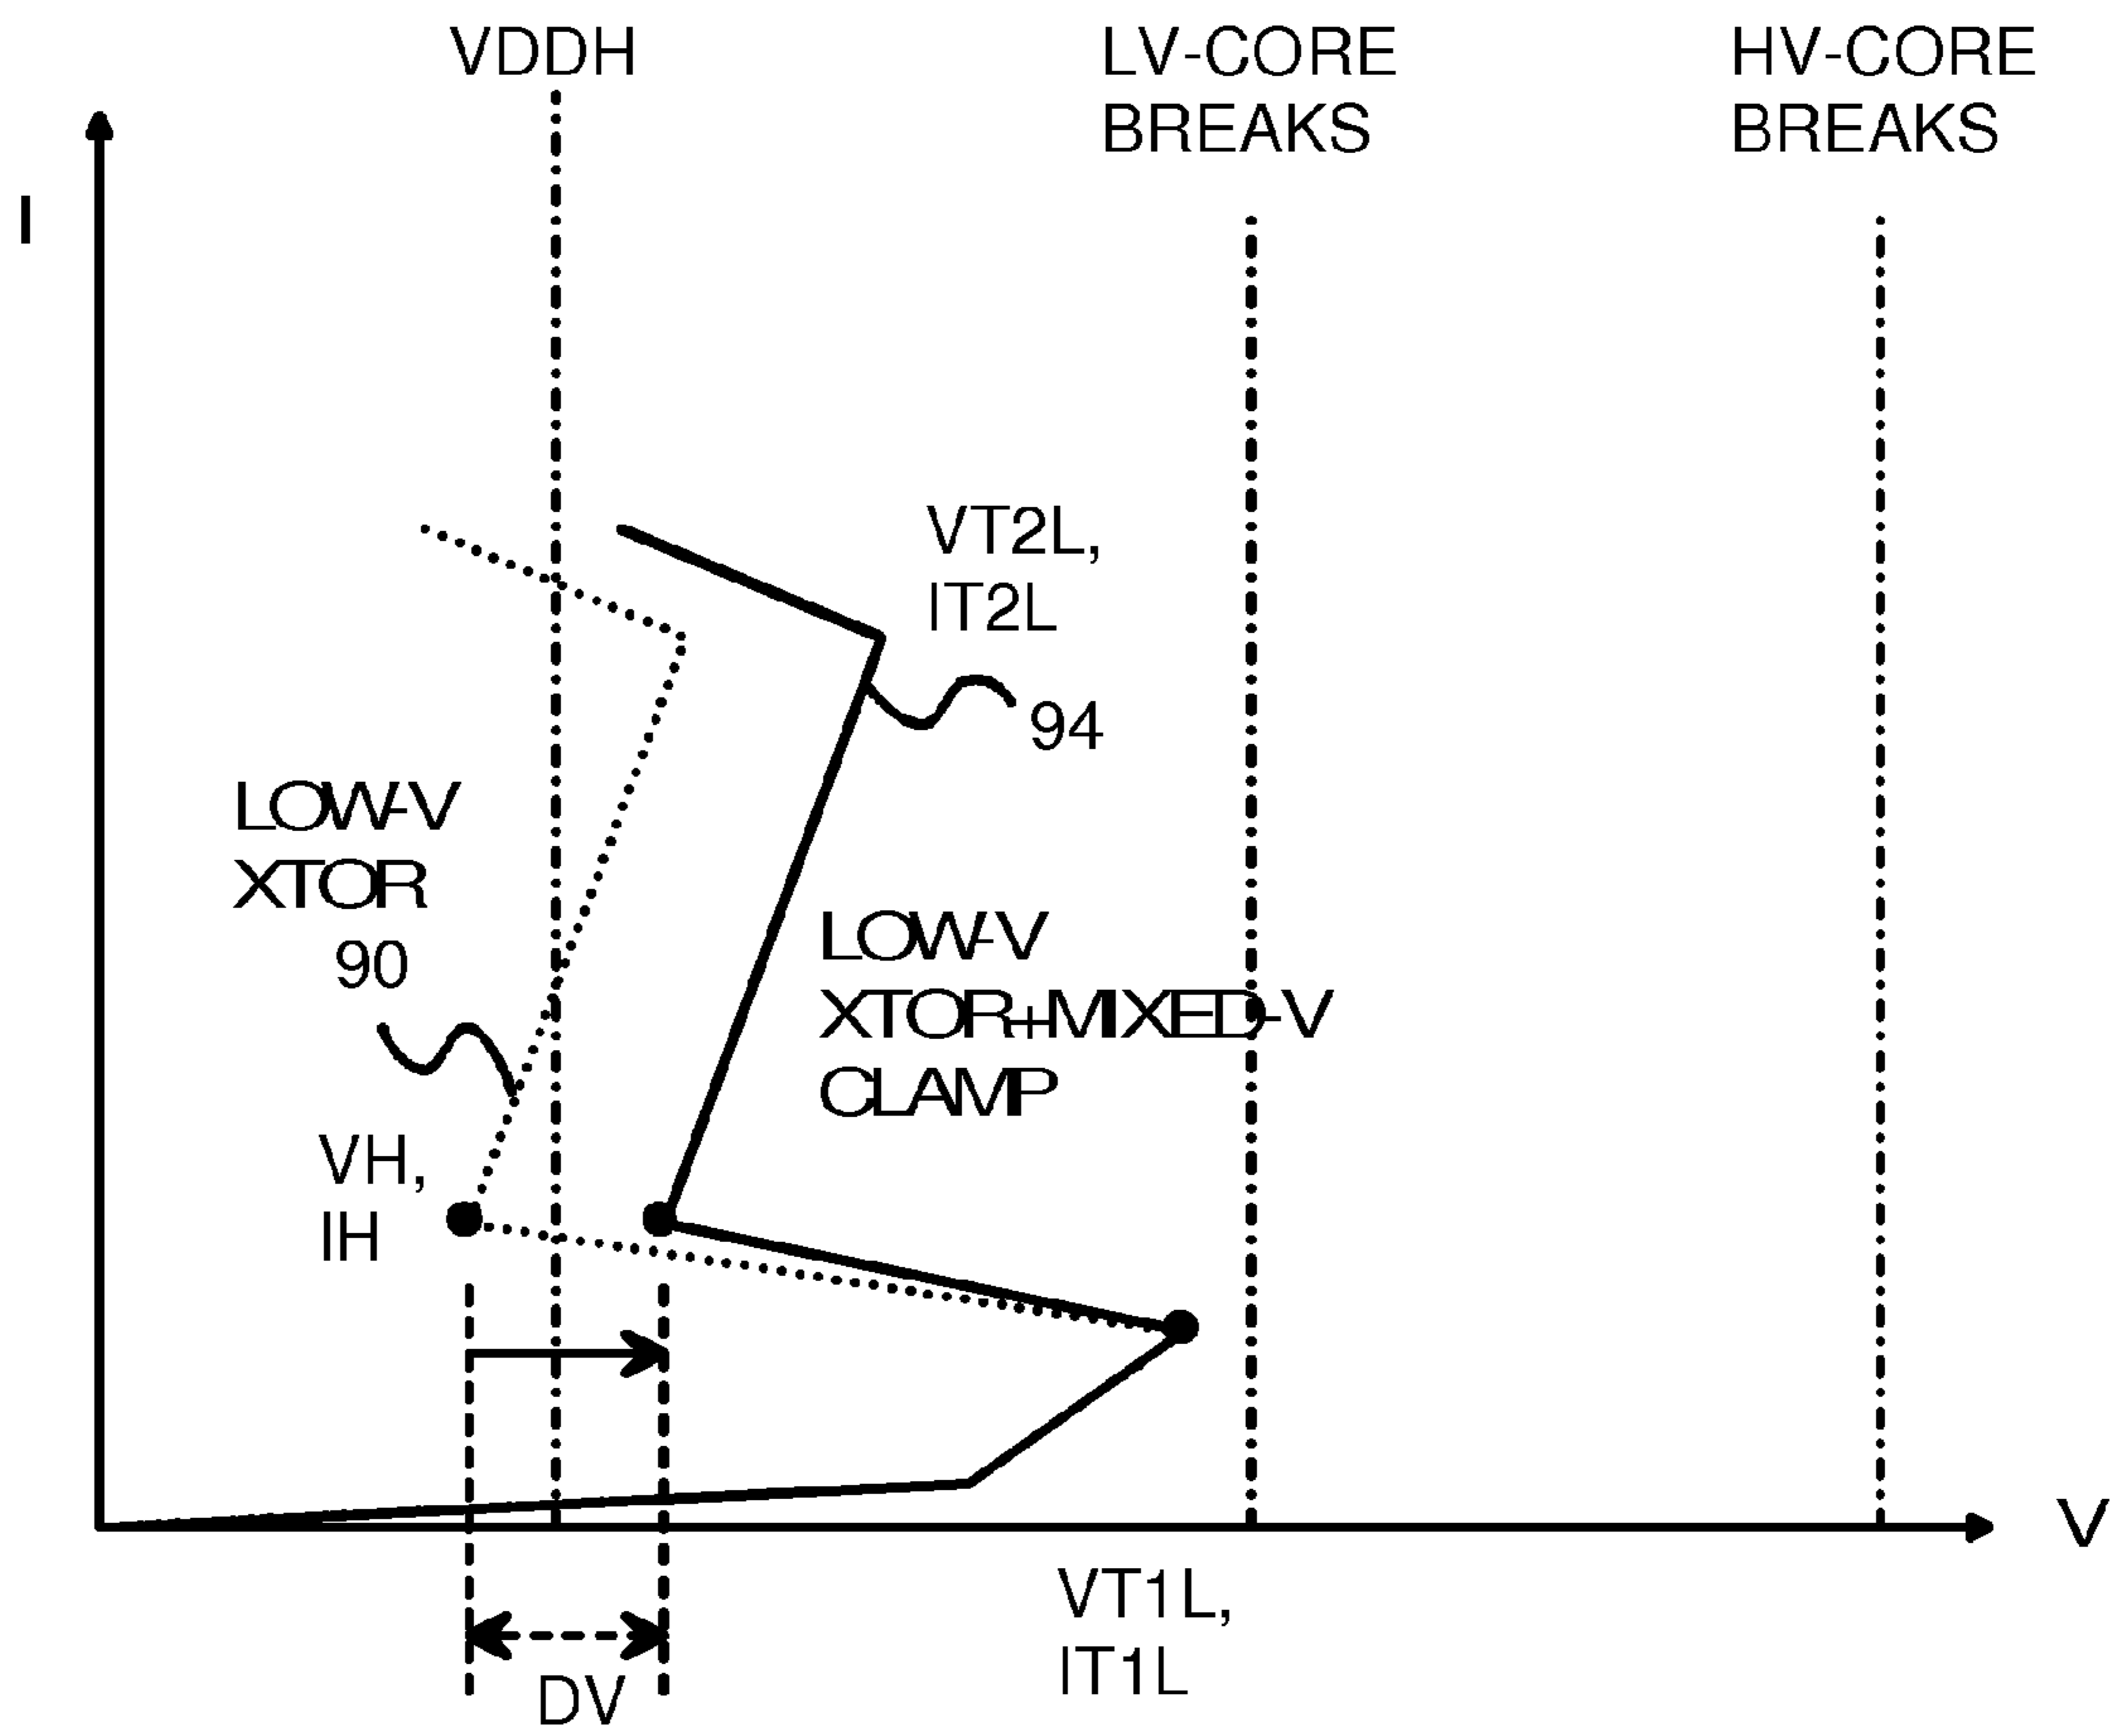 VDDH
LV-CORE
BREAKS
HV-CORE
BREAKS
I
VT2L,
IT2L
94
LOW-V
XTOR
90
LOW-V
XTOR+MIXED-V
CLAMP
VH,
IH
V
VT1L,
IT1L
DV